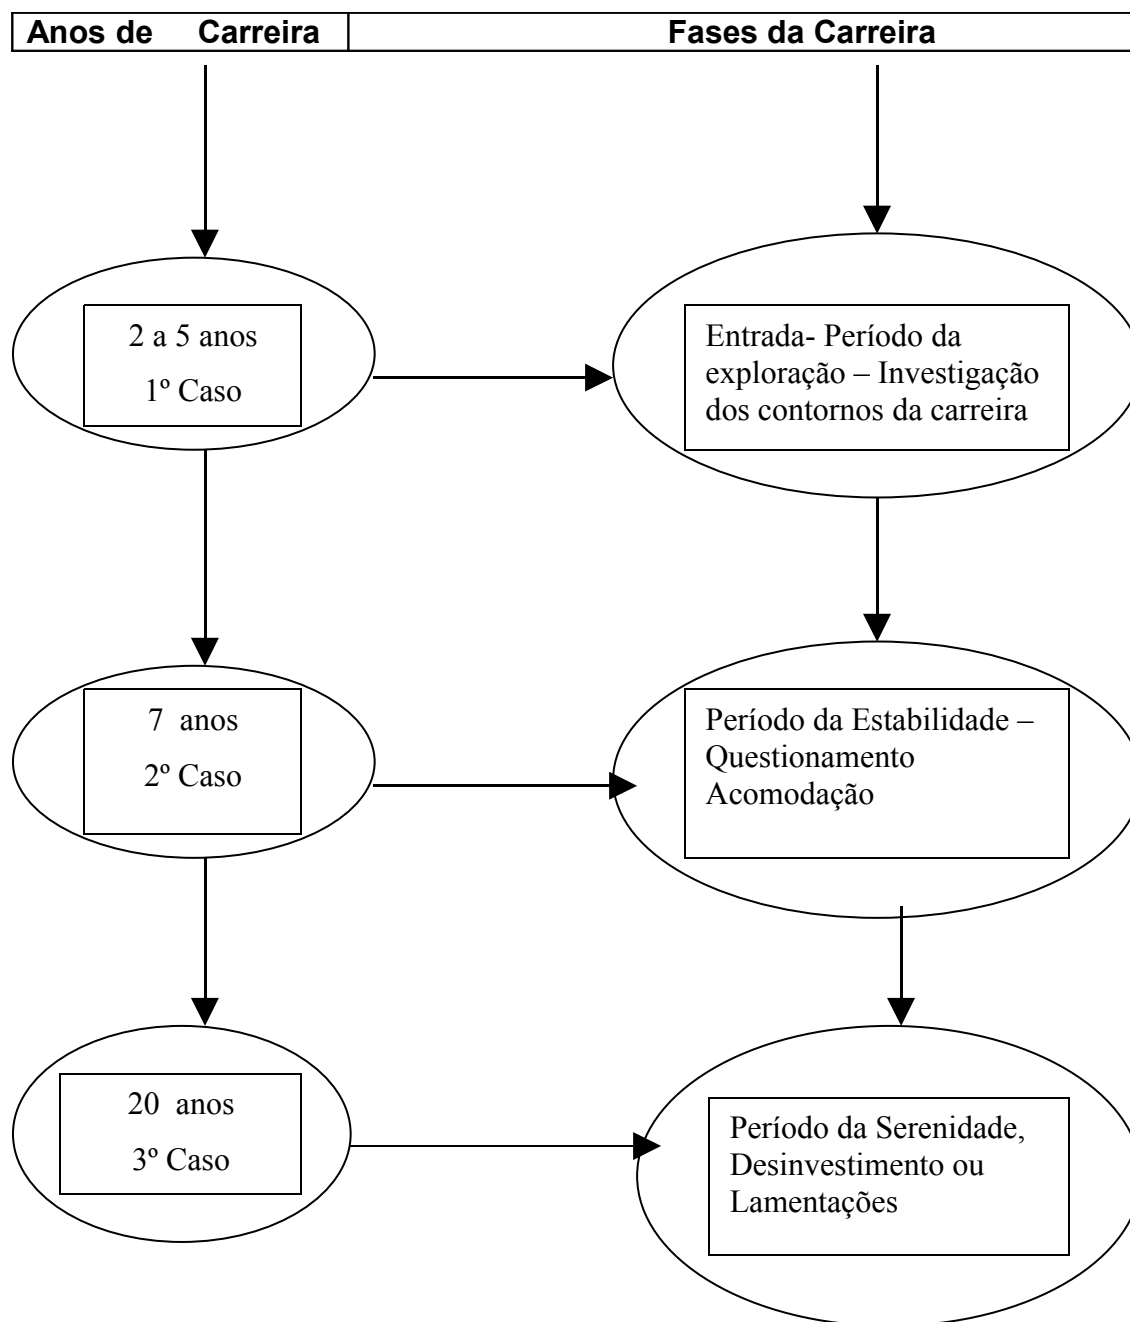 Anos de Carreira
Fases da Carreira
2 a 5 anos
1º Caso
Entrada- Período da
exploração – Investigação
dos contornos da carreira
7 anos
2º Caso
Período da Estabilidade –
Questionamento
Acomodação
20 anos
3º Caso
Período da Serenidade,
Desinvestimento ou
Lamentações